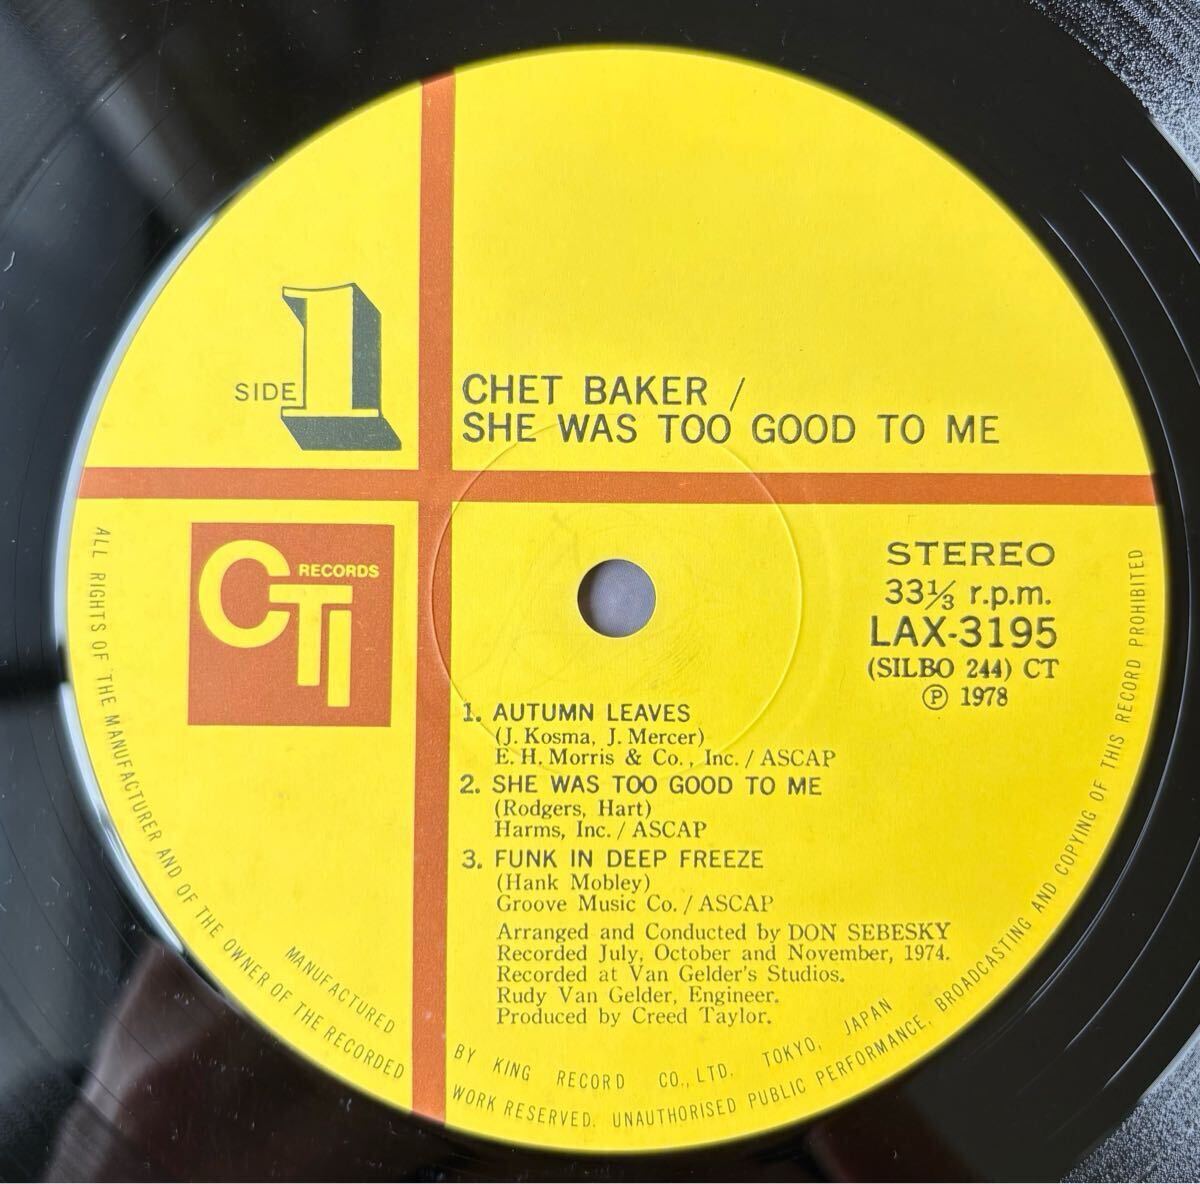 SIDE 1
CHET BAKER /
SHE WAS TOO GOOD TO ME
CTI RECORDS
STEREO
33⅓ r.p.m.
LAX-3195
(SILBO 244) CT
Ⓟ 1978
1. AUTUMN LEAVES
(J. Kosma, J. Mercer)
E. H. Morris & Co., Inc. / ASCAP
2. SHE WAS TOO GOOD TO ME
(Rodgers, Hart)
Harms, Inc. / ASCAP
3. FUNK IN DEEP FREEZE
(Hank Mobley)
Groove Music Co. / ASCAP
Arranged and Conducted by DON SEBESKY
Recorded July, October and November, 1974.
Recorded at Van Gelder's Studios.
Rudy Van Gelder, Engineer.
Produced by Creed Taylor.
MANUFACTURED BY KING RECORD CO., LTD. TOKYO, JAPAN
ALL RIGHTS OF THE MANUFACTURER AND OF THE OWNER OF THE RECORDED WORK RESERVED. UNAUTHORISED PUBLIC PERFORMANCE, BROADCASTING AND COPYING OF THIS RECORD PROHIBITED